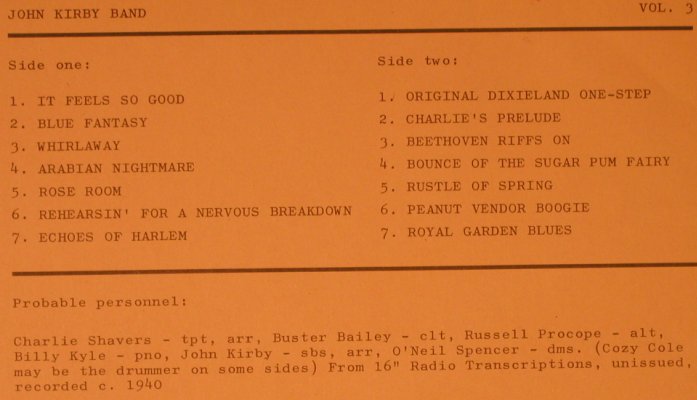 JOHN KIRBY BAND VOL. 3
Side one:
1. IT FEELS SO GOOD
2. BLUE FANTASY
3. WHIRLAWAY
4. ARABIAN NIGHTMARE
5. ROSE ROOM
6. REHEARSIN' FOR A NERVOUS BREAKDOWN
7. ECHOES OF HARLEM
Side two:
1. ORIGINAL DIXIELAND ONE-STEP
2. CHARLIE'S PRELUDE
3. BEETHOVEN RIFFS ON
4. BOUNCE OF THE SUGAR PUM FAIRY
5. RUSTLE OF SPRING
6. PEANUT VENDOR BOOGIE
7. ROYAL GARDEN BLUES
Probable personnel:
Charlie Shavers - tpt, arr, Buster Bailey - clt, Russell Procope - alt,
Billy Kyle - pno, John Kirby - sbs, arr, O'Neil Spencer - dms. (Cozy Cole
may be the drummer on some sides) From 16" Radio Transcriptions, unissued,
recorded c. 1940